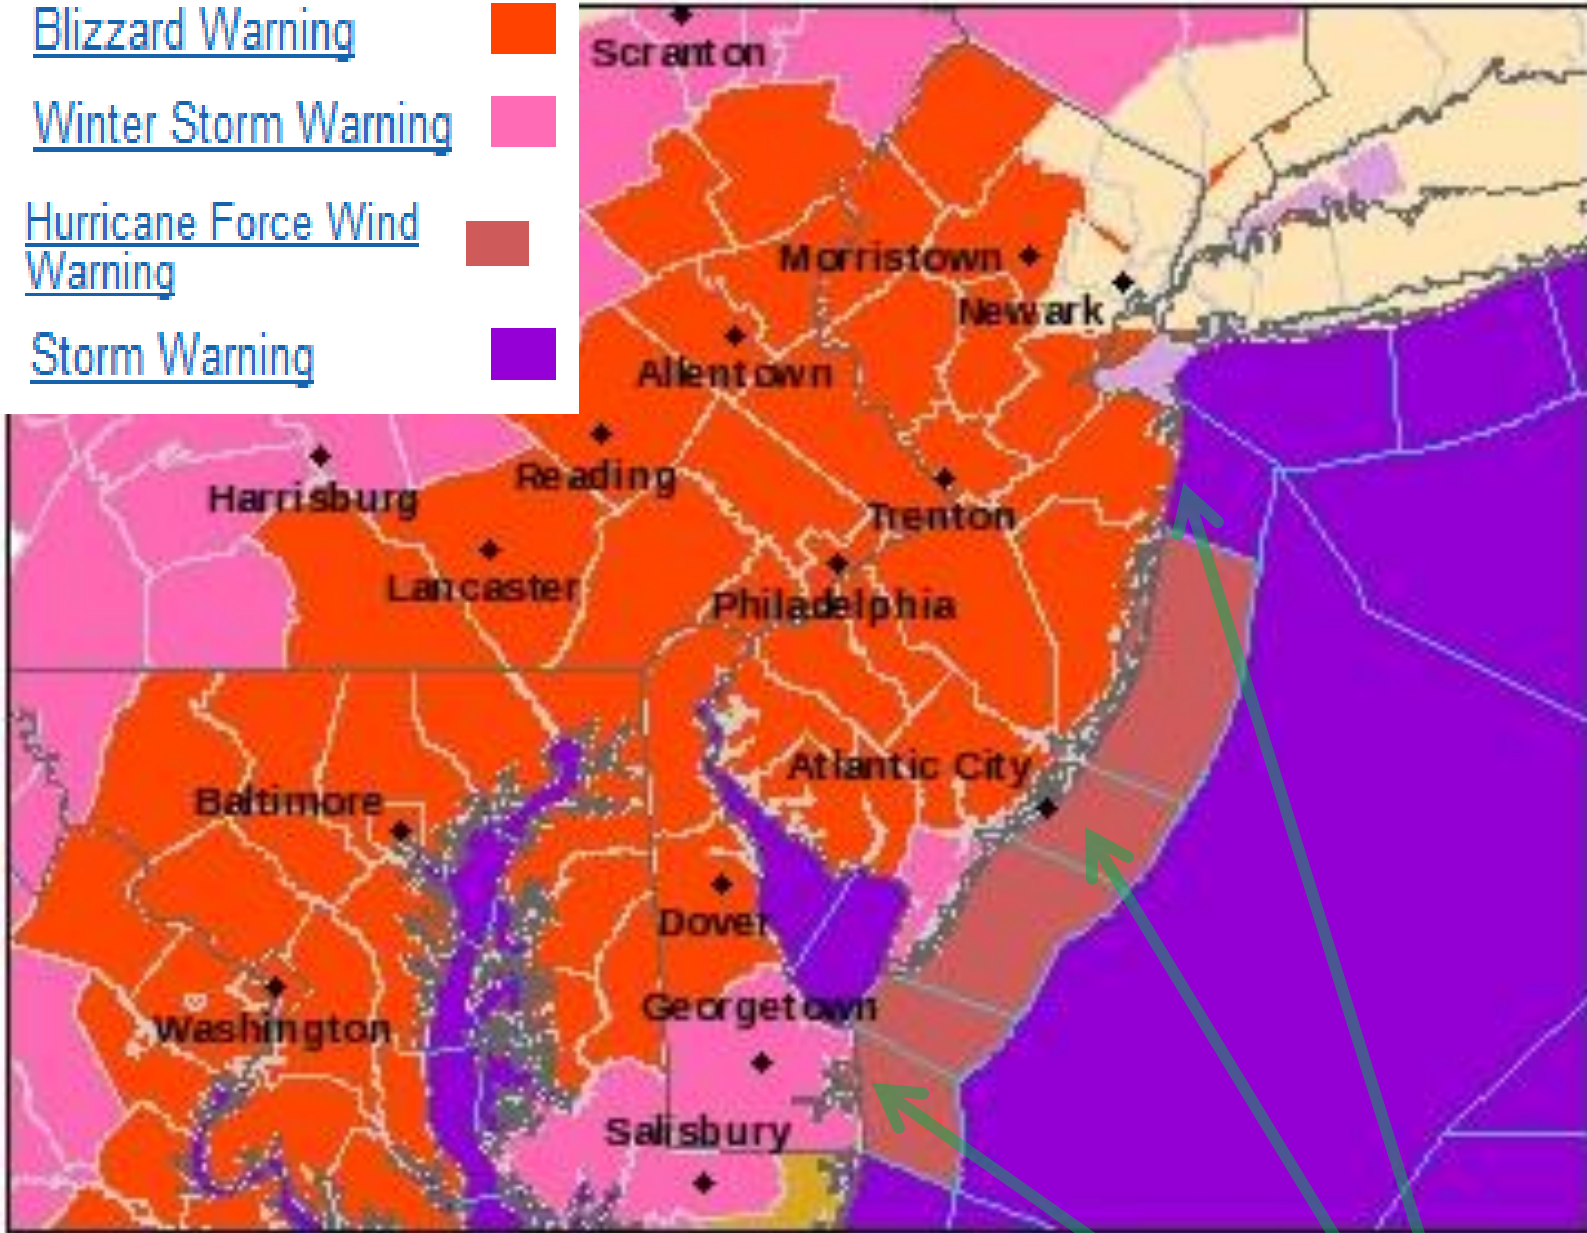 Blizzard Warning
Winter Storm Warning
Hurricane Force Wind
Warning
Storm Warning
Scranton
Morristown
Newark
Allentown
Reading
Harrisburg
Trenton
Lancaster
Philadelphia
Atlantic City
Baltimore
Dover
Georgetown
Washington
Salisbury